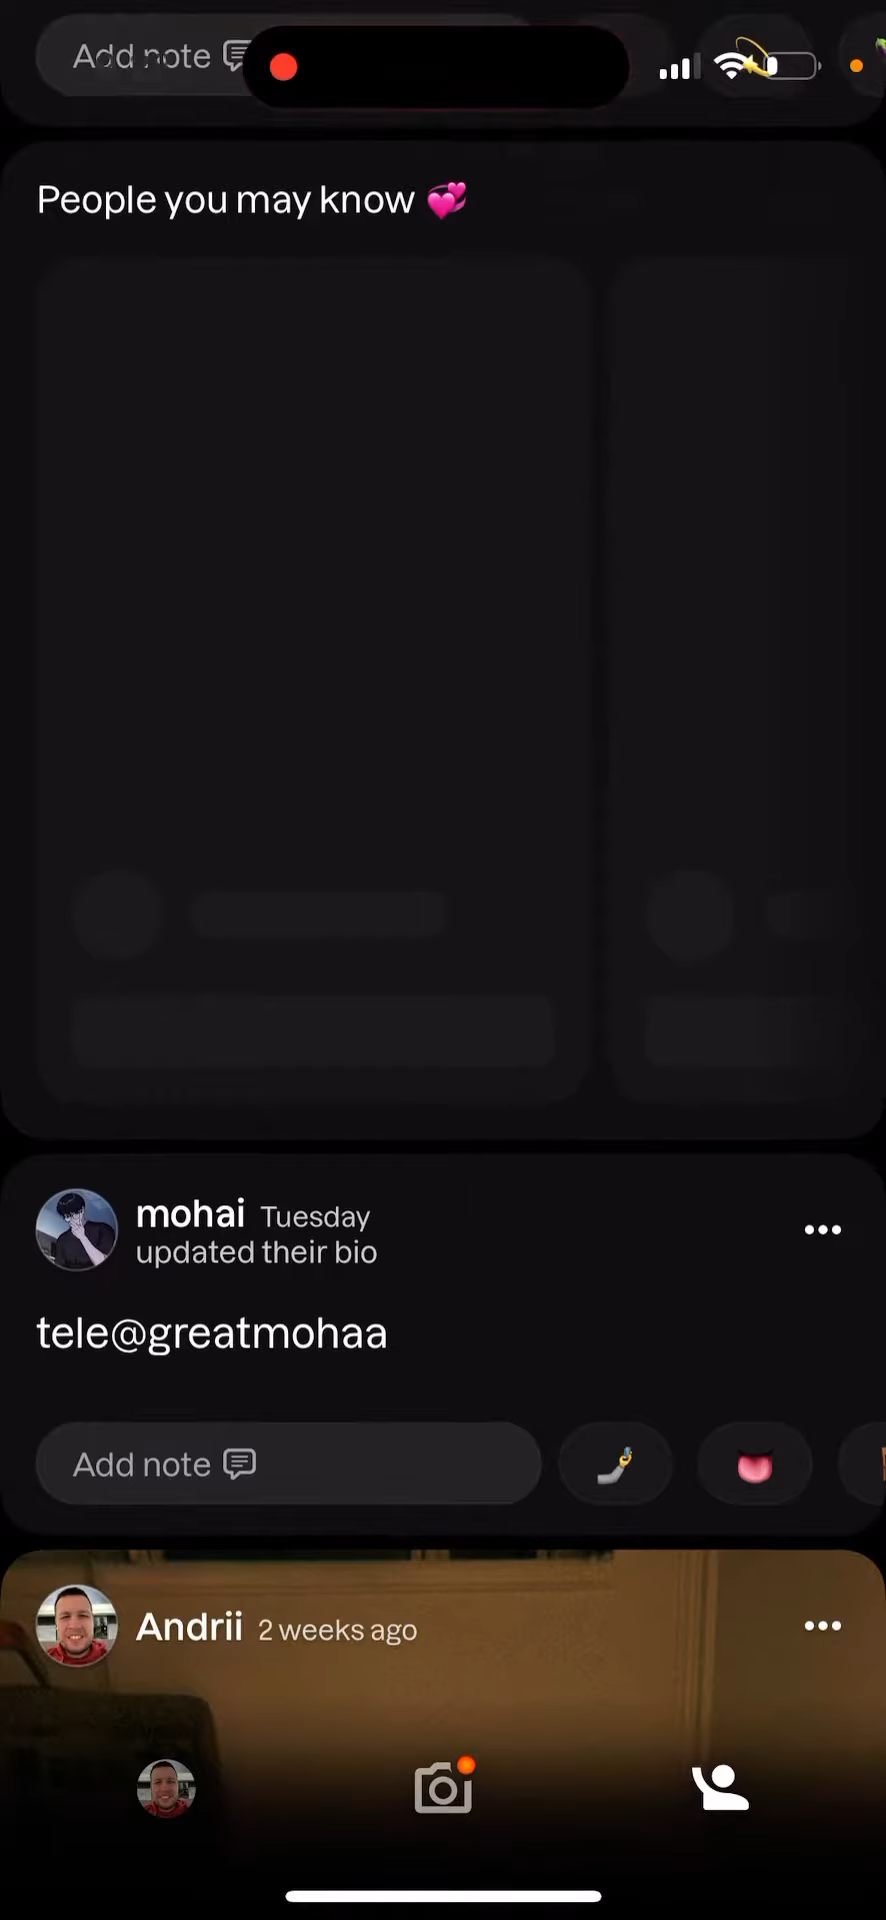 Add note
People you may know
mohai Tuesday
updated their bio
tele@greatmohaa
Add note
Andrii 2 weeks ago